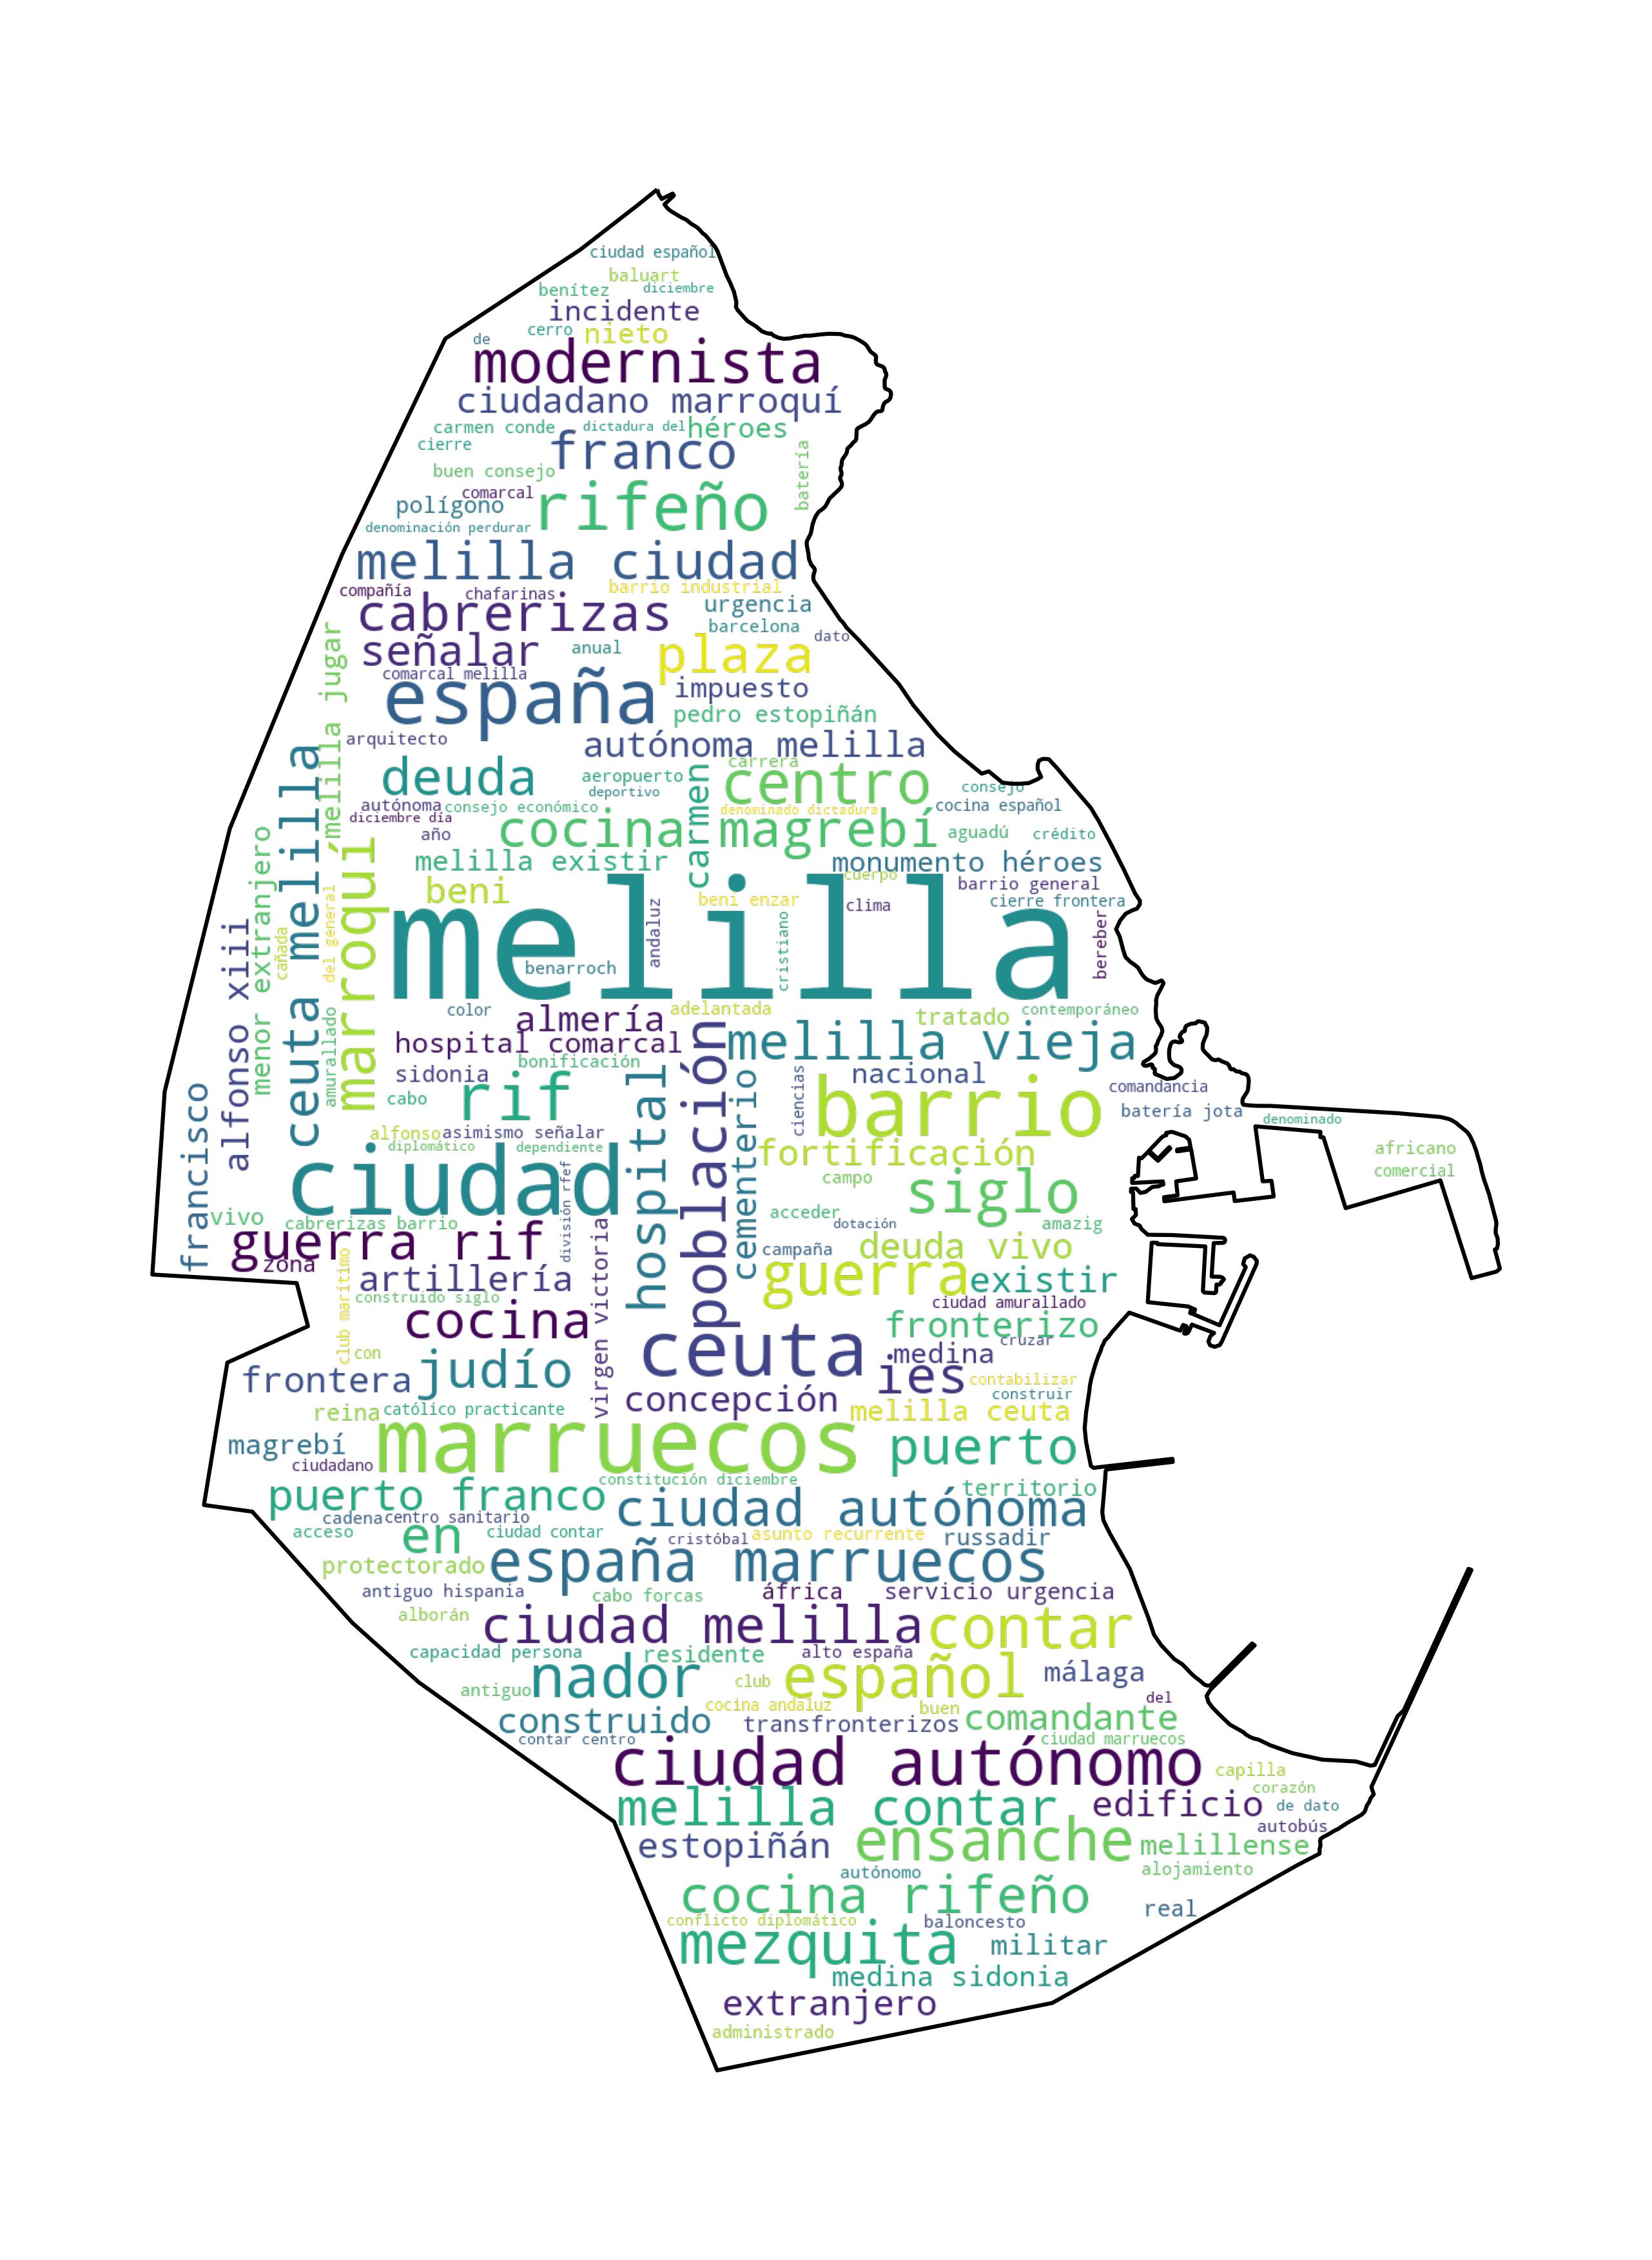 ciudad español
baluart
benítez
diciembre
incidente
cerro
nieto
de
modernista
ciudadano marroquí
carmen conde
dictadura del
héroes
cierre
franco
batería
buen consejo
comarcal
rifeño
polígono
denominación perdurar
melilla ciudad
compañía
chafarinas
barrio industrial
cabrerizas
urgencia
barcelona
dato
señalar
anual
plaza
melilla jugar
comarcal melilla
españa
impuesto
pedro estopiñán
arquitecto
autónoma melilla
ceuta melilla
deuda
aeropuerto
deportivo
carmen
carrera
centro
consejo
autónoma
consejo económico
denominado dictadura
cocina español
diciembre día
año
cocina magrebí
aguadú
crédito
menor extranjero
marroquí
melilla existir
monumento héroes
beni
cuerpo
barrio general
melilla
beni enzar
clima
cierre frontera
del general
andaluz
cristiano
bereber
alfonso xiii
cañada
benarroch
color
almería
adelantada
tratado
contemporáneo
amurallado
hospital comarcal
población
melilla vieja
bonificación
sidonia
hospital
cementerio
ciencias
nacional
rif
cabo
barrio
comandancia
batería jota
denominado
francisco
alfonso
asimismo señalar
diplomático
dependiente
fortificación
africano
comercial
ciudad
división rfef
campo
siglo
vivo
cabrerizas barrio
acceder
dotación
amazig
guerra rif
virgen victoria
campaña
deuda vivo
zona
club marítimo
artillería
guerra
existir
construido siglo
ciudad amurallado
cocina
fronterizo
ceuta
cruzar
con
medina
frontera
judío
ies
contabilizar
construir
concepción
reina
católico practicante
melilla ceuta
magrebí
marruecos
puerto
ciudadano
constitución diciembre
territorio
puerto franco
ciudad autónoma
cadena
centro sanitario
acceso
en
ciudad contar
cristóbal
asunto recurrente
russadir
protectorado
españa marruecos
antiguo hispania
cabo forcas
áfrica
servicio urgencia
alborán
ciudad melilla
contar
capacidad persona
residente
alto españa
nador
club
español
málaga
antiguo
cocina andaluz
buen
del
construido
transfronterizos
comandante
contar centro
ciudad marruecos
ciudad autónomo
capilla
corazón
melilla contar
edificio
de dato
autobús
estopiñán
ensanche
melillense
autónomo
alojamiento
cocina rifeño
real
conflicto diplomático
baloncesto
mezquita
militar
medina sidonia
extranjero
administrado